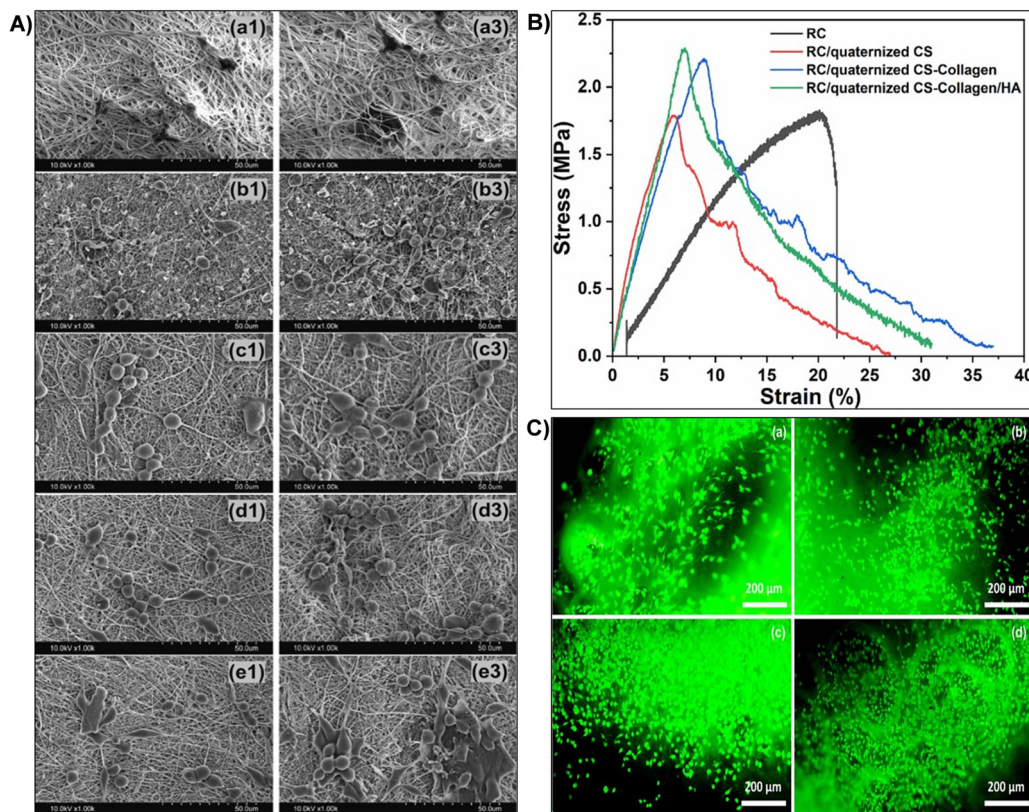 A)
(a1)
10.0kV x1.00k 50.0um
(a3)
10.0kV x1.00k 50.0um
(b1)
10.0kV x1.00k 50.0um
(b3)
10.0kV x1.00k 50.0um
(c1)
10.0kV x1.00k 50.0um
(c3)
10.0kV x1.00k 50.0um
(d1)
10.0kV x1.00k 50.0um
(d3)
10.0kV x1.00k 50.0um
(e1)
10.0kV x1.00k 50.0um
(e3)
10.0kV x1.00k 50.0um
B)
RC
RC/quaternized CS
RC/quaternized CS-Collagen
RC/quaternized CS-Collagen/HA
Stress (MPa)
2.5
2.0
1.5
1.0
0.5
0.0
0 5 10 15 20 25 30 35 40
Strain (%)
C)
(a)
200 µm
(b)
200 µm
(c)
200 µm
(d)
200 µm